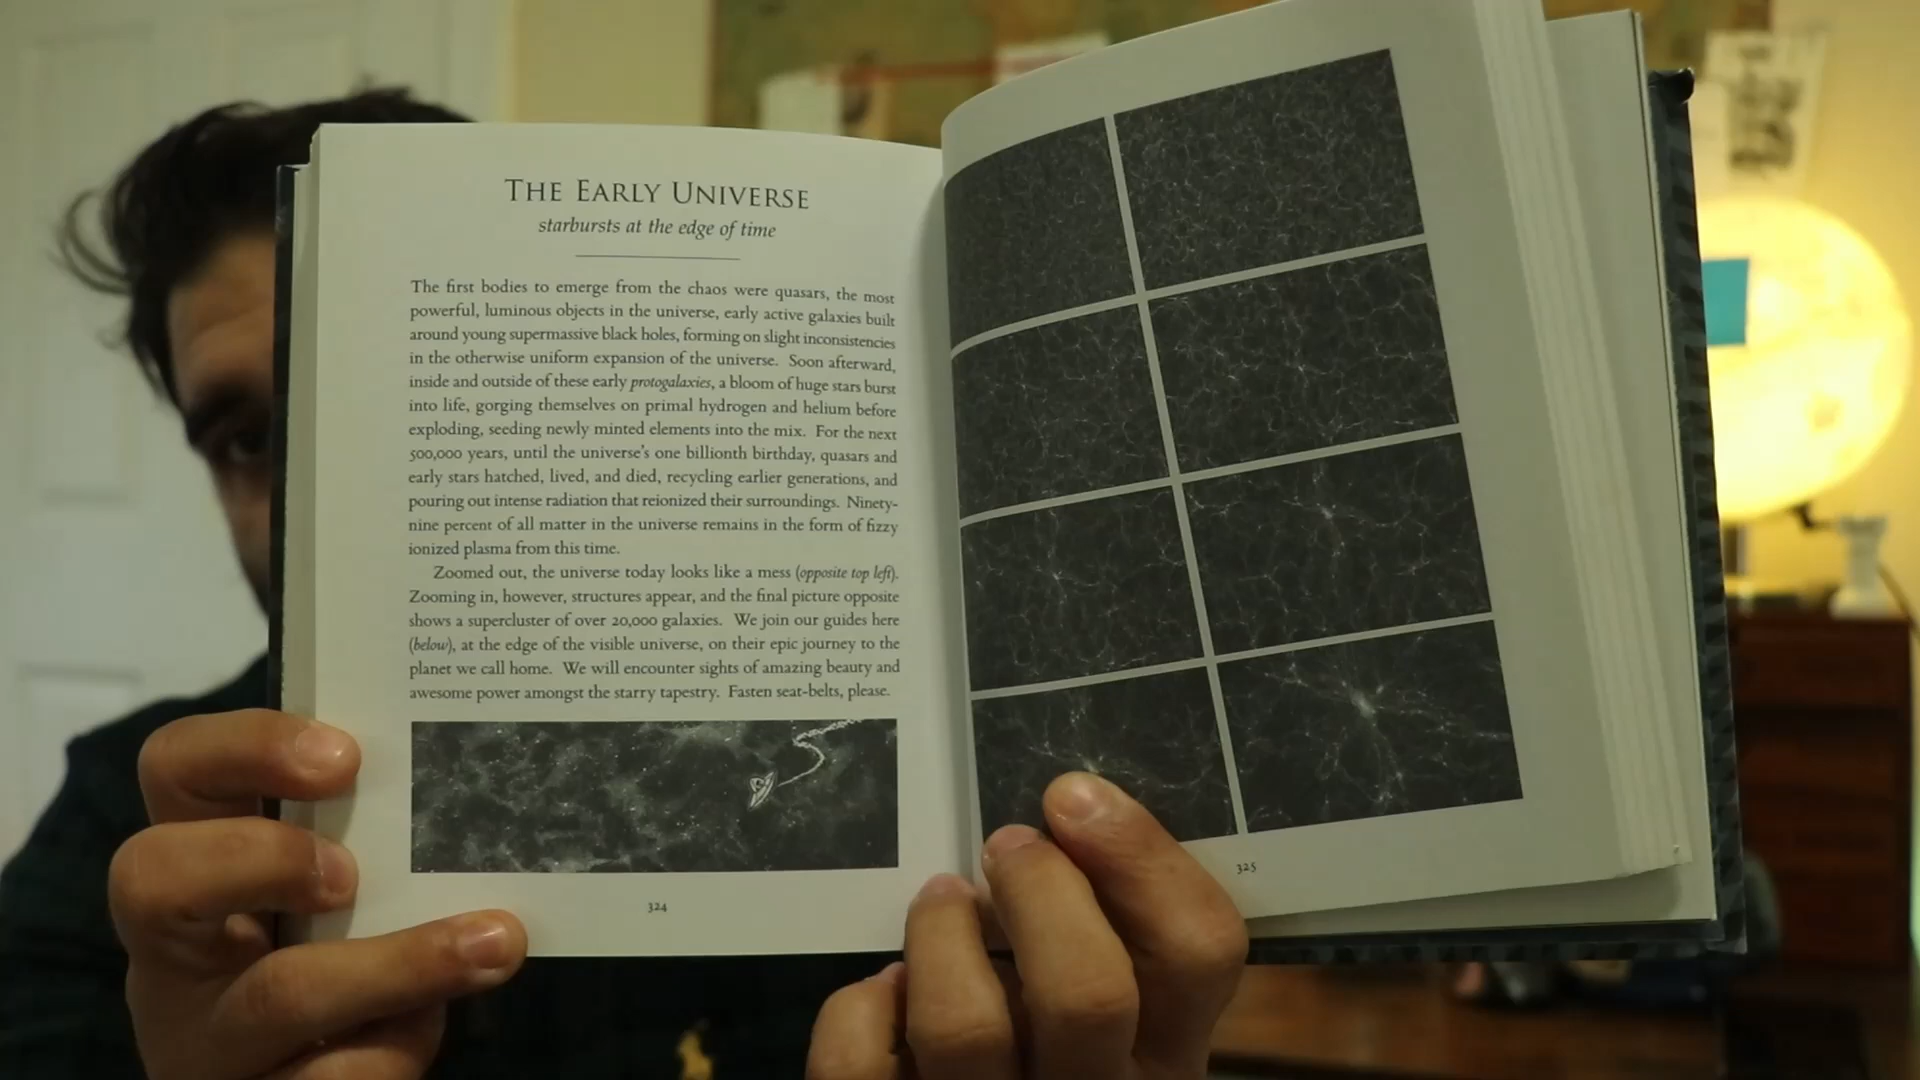 THE EARLY UNIVERSE
starbursts at the edge of time
The first bodies to emerge from the chaos were quasars, the most
powerful, luminous objects in the universe, early active galaxies built
around young supermassive black holes, forming on slight inconsistencies
in the otherwise uniform expansion of the universe. Soon afterward,
inside and outside of these early protogalaxies, a bloom of huge stars burst
into life, gorging themselves on primal hydrogen and helium before
exploding, seeding newly minted elements into the mix. For the next
500,000 years, until the universe's one billionth birthday, quasars and
early stars hatched, lived, and died, recycling earlier generations, and
pouring out intense radiation that reionized their surroundings. Ninety-
nine percent of all matter in the universe remains in the form of fizzy
ionized plasma from this time.
Zoomed out, the universe today looks like a mess (opposite top left).
Zooming in, however, structures appear, and the final picture opposite
shows a supercluster of over 20,000 galaxies. We join our guides here
(below), at the edge of the visible universe, on their epic journey to the
planet we call home. We will encounter sights of amazing beauty and
awesome power amongst the starry tapestry. Fasten seat-belts, please.
324
325